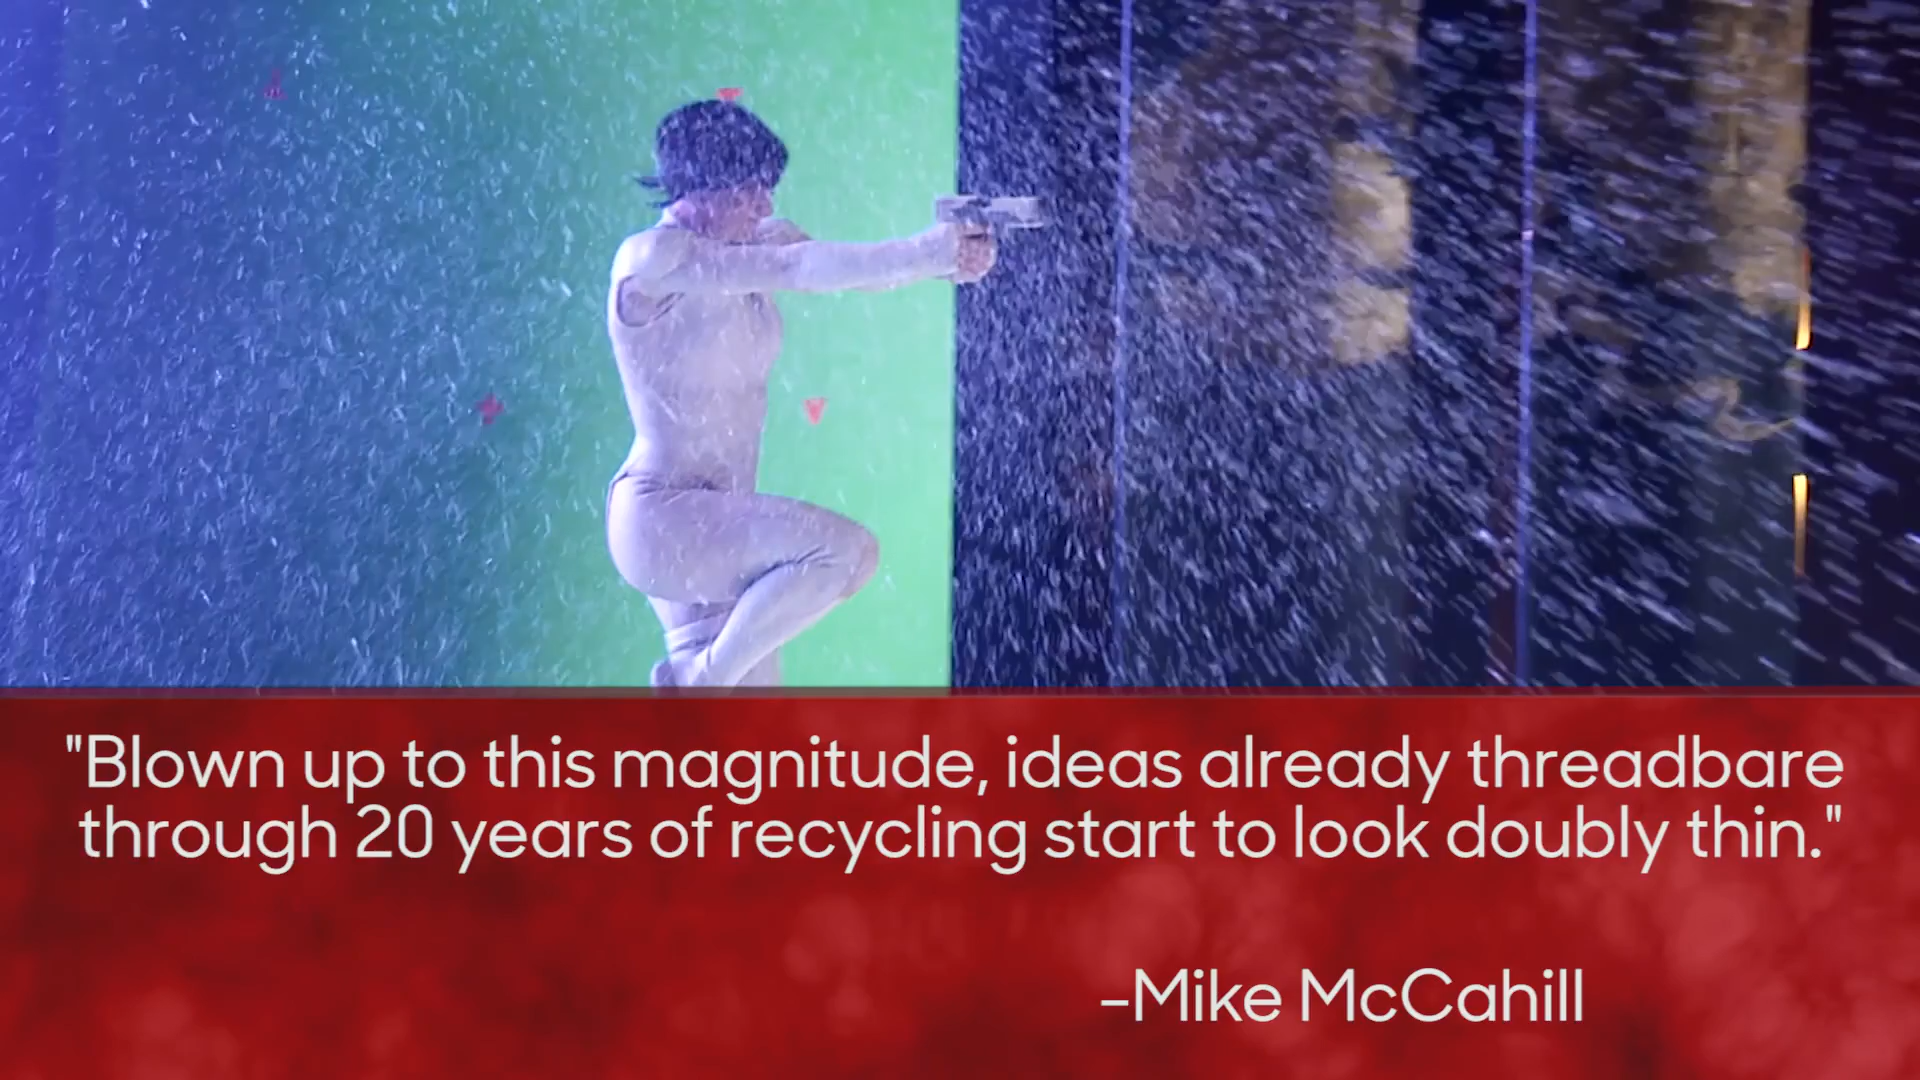 "Blown up to this magnitude, ideas already threadbare
through 20 years of recycling start to look doubly thin."
-Mike McCahill